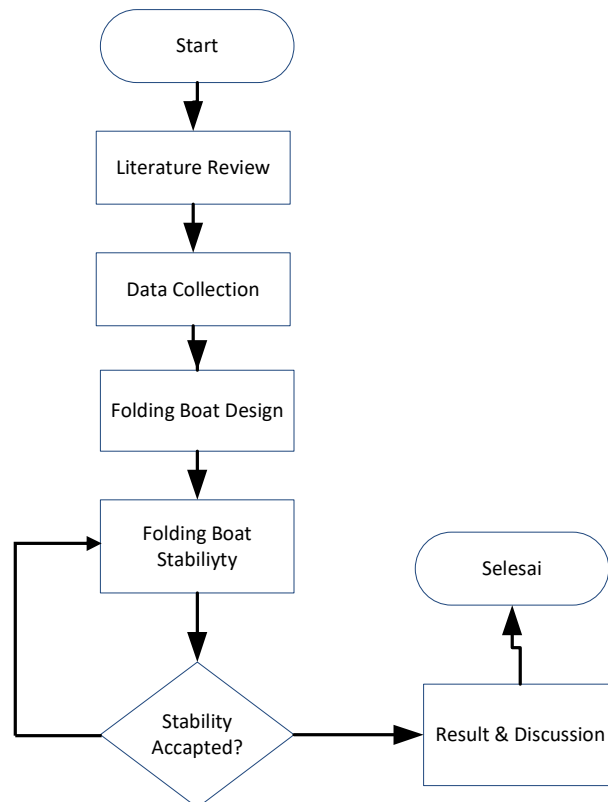 Start
Literature Review
Data Collection
Folding Boat Design
Folding Boat
Stabiliyty
Stability
Accapted?
Result & Discussion
Selesai